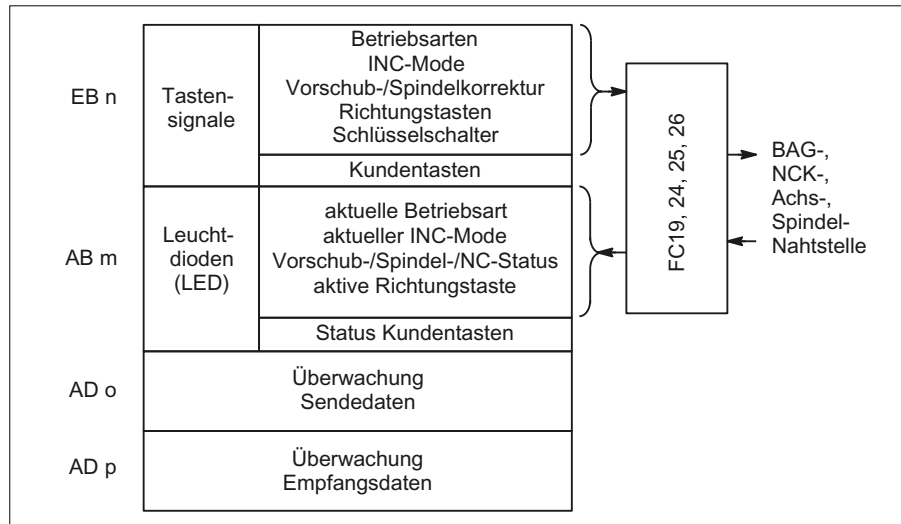 EB n
Tasten-
signale
Betriebsarten
INC-Mode
Vorschub-/Spindelkorrektur
Richtungstasten
Schlüsselschalter
Kundentasten
AB m
Leucht-
dioden
(LED)
aktuelle Betriebsart
aktueller INC-Mode
Vorschub-/Spindel-/NC-Status
aktive Richtungstaste
Status Kundentasten
AD o
Überwachung
Sendedaten
AD p
Überwachung
Empfangsdaten
FC19, 24, 25, 26
BAG-,
NCK-,
Achs-,
Spindel-
Nahtstelle